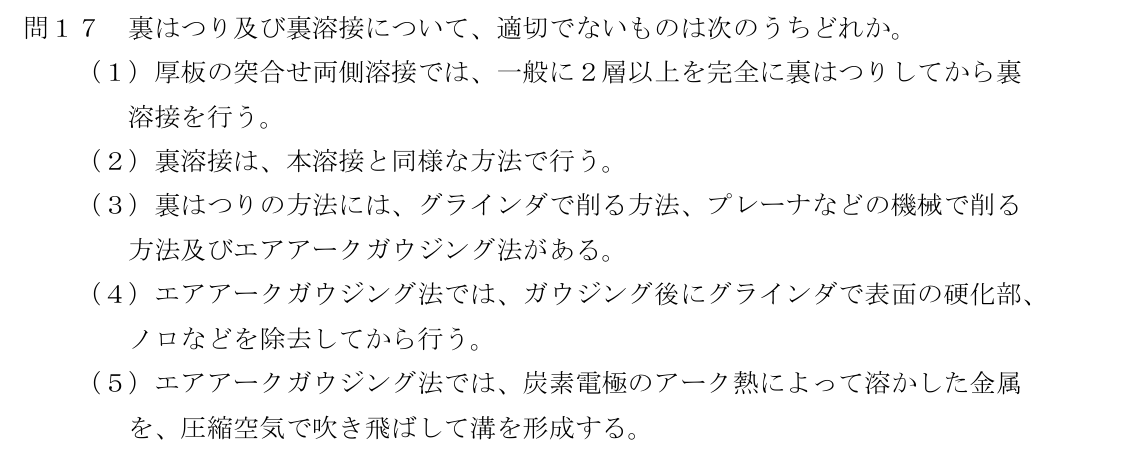 問17　裏はつり及び裏溶接について、適切でないものは次のうちどれか。
（1）厚板の突合せ両側溶接では、一般に2層以上を完全に裏はつりしてから裏
溶接を行う。
（2）裏溶接は、本溶接と同様な方法で行う。
（3）裏はつりの方法には、グラインダで削る方法、プレーナなどの機械で削る
方法及びエアアークガウジング法がある。
（4）エアアークガウジング法では、ガウジング後にグラインダで表面の硬化部、
ノロなどを除去してから行う。
（5）エアアークガウジング法では、炭素電極のアーク熱によって溶かした金属
を、圧縮空気で吹き飛ばして溝を形成する。